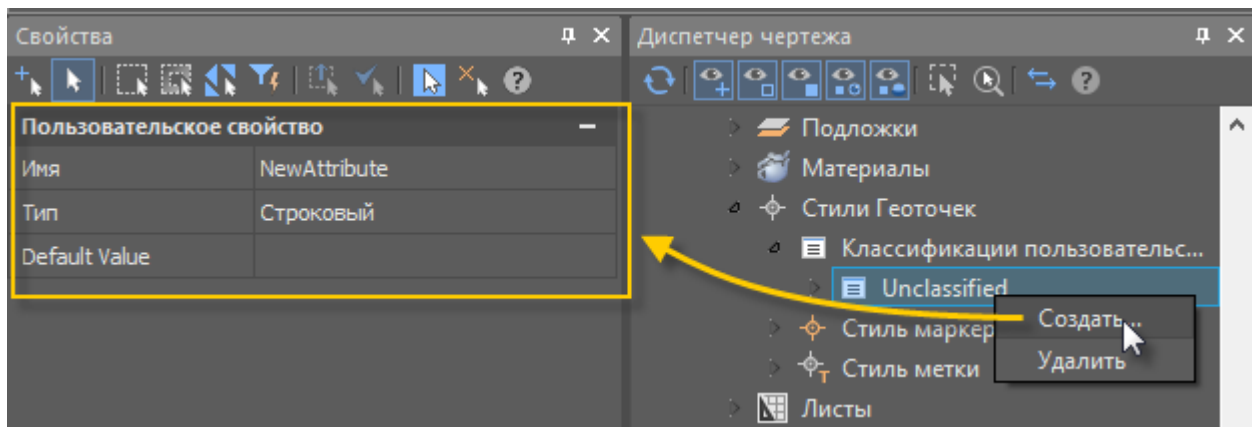 Свойства
Пользовательское свойство
Имя NewAttribute
Тип Строковый
Default Value
Диспетчер чертежа
Подложки
Материалы
Стили Геоточек
Классификации пользовательс...
Unclassified
Создать...
Стиль маркер
Удалить
Стиль метки
Листы